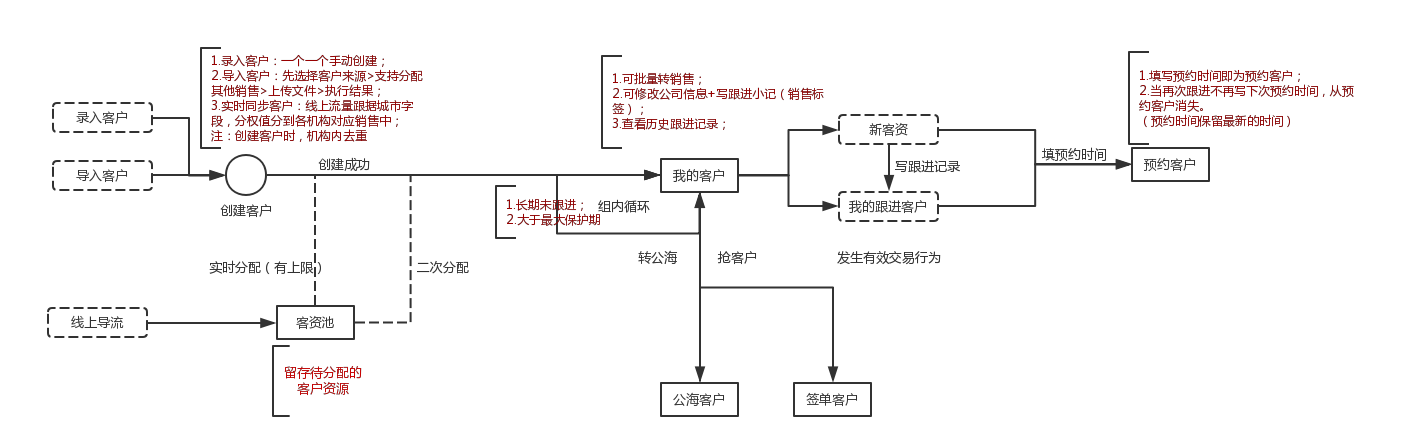 1.录入客户：一个一个手动创建；
2.导入客户：先选择客户来源>支持分配
其他销售>上传文件>执行结果；
3.实时同步客户：线上流量跟据城市字
段，分权值分到各机构对应销售中；
注：创建客户时，机构内去重
录入客户
导入客户
创建客户
创建成功
实时分配（有上限）
二次分配
线上导流
客资池
留存待分配的
客户资源
1.可批量转销售；
2.可修改公司信息+写跟进小记（销售标
签）；
3.查看历史跟进记录；
我的客户
1.长期未跟进；
2.大于最大保护期
组内循环
转公海
抢客户
发生有效交易行为
公海客户
签单客户
新客资
写跟进记录
我的跟进客户
填预约时间
1.填写预约时间即为预约客户；
2.当再次跟进不再写下次预约时间，从预
约客户消失。
（预约时间保留最新的时间）
预约客户